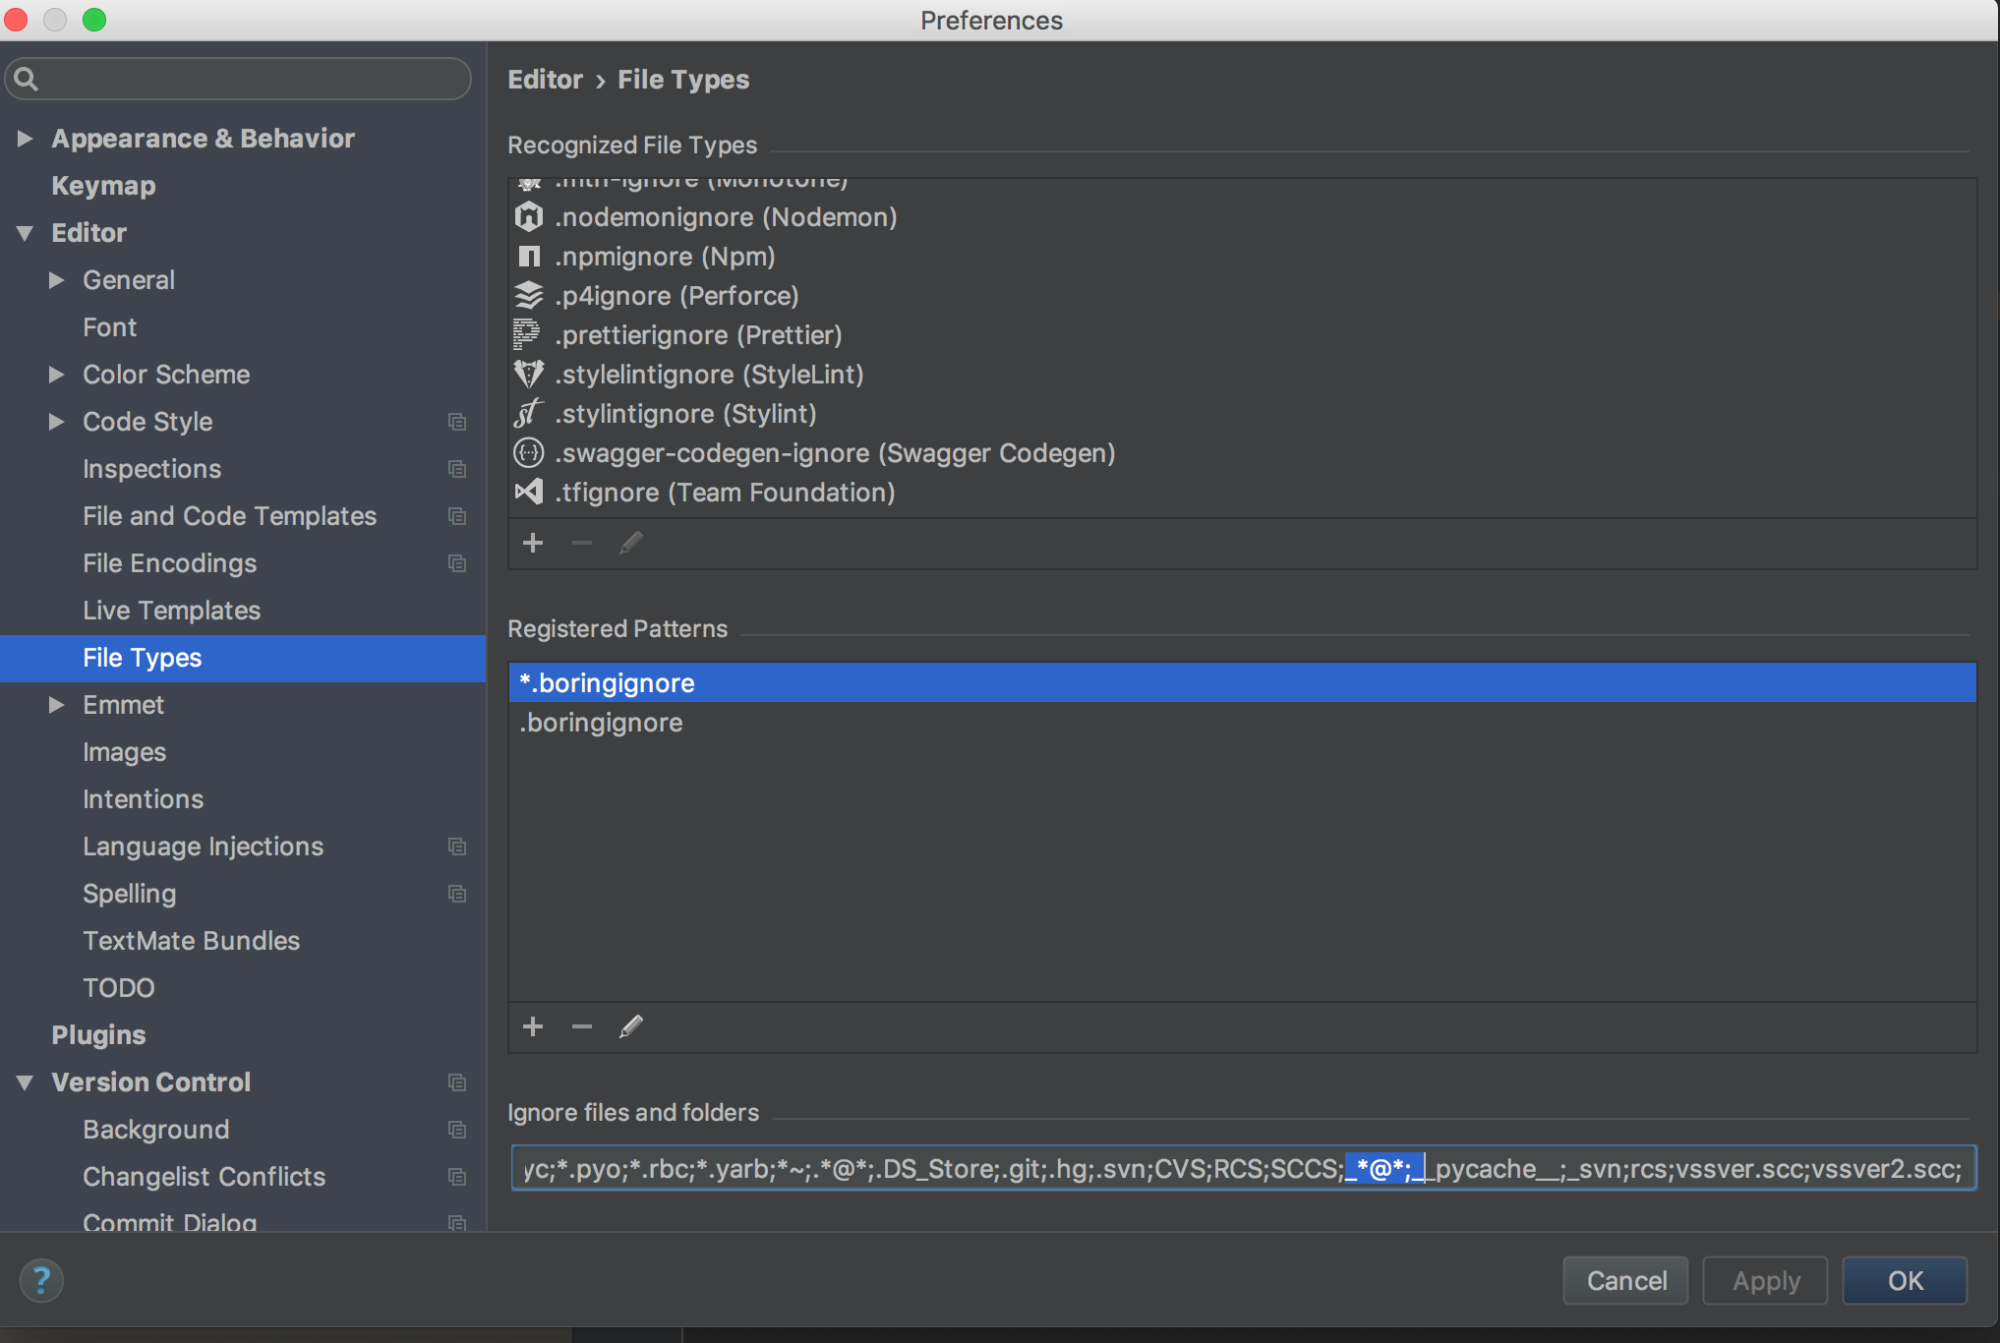 Preferences
Appearance & Behavior
Keymap
Editor
General
Font
Color Scheme
Code Style
Inspections
File and Code Templates
File Encodings
Live Templates
File Types
Emmet
Images
Intentions
Language Injections
Spelling
TextMate Bundles
TODO
Plugins
Version Control
Background
Changelist Conflicts
Commit Dialog
Editor › File Types
Recognized File Types
.mtn-ignore (Monotone)
.nodemonignore (Nodemon)
.npmignore (Npm)
.p4ignore (Perforce)
.prettierignore (Prettier)
.stylelintignore (StyleLint)
.stylintignore (Stylint)
.swagger-codegen-ignore (Swagger Codegen)
.tfignore (Team Foundation)
Registered Patterns
*.boringignore
.boringignore
Ignore files and folders
yc;*.pyo;*.rbc;*.yarb;*~;.*@*;.DS_Store;.git;.hg;.svn;CVS;RCS;SCCS;_*@*;__pycache__;_svn;rcs;vssver.scc;vssver2.scc;
?
Cancel
Apply
OK